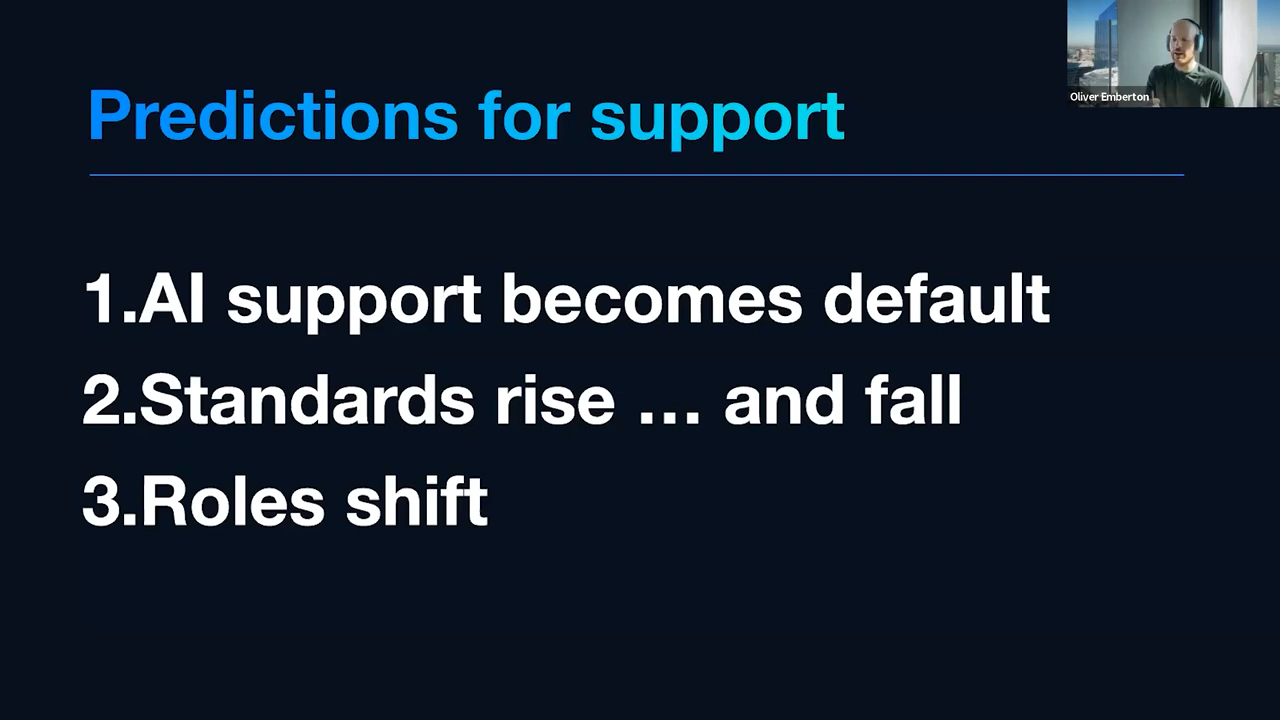 Predictions for support
Oliver Emberton
1.AI support becomes default
2.Standards rise … and fall
3.Roles shift